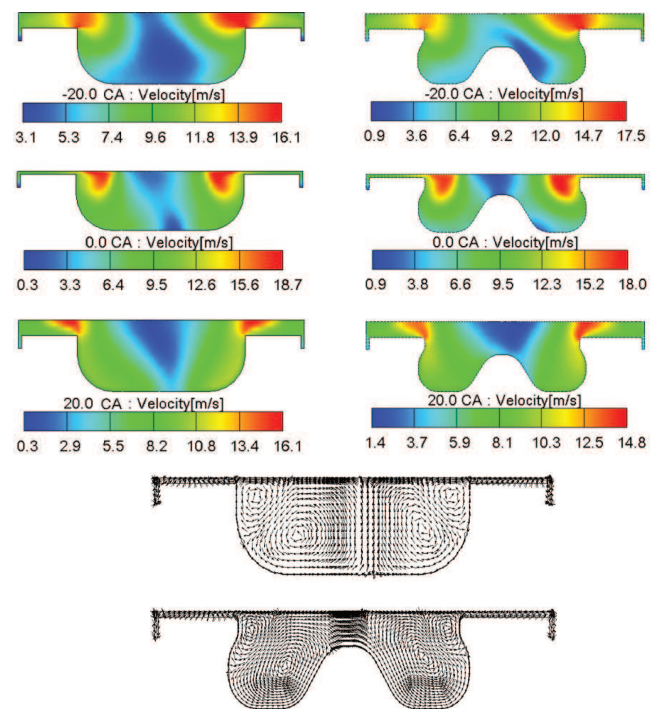 -20.0 CA : Velocity[m/s]
3.1 5.3 7.4 9.6 11.8 13.9 16.1
-20.0 CA : Velocity[m/s]
0.9 3.6 6.4 9.2 12.0 14.7 17.5
0.0 CA : Velocity[m/s]
0.3 3.3 6.4 9.5 12.6 15.6 18.7
0.0 CA : Velocity[m/s]
0.9 3.8 6.6 9.5 12.3 15.2 18.0
20.0 CA : Velocity[m/s]
0.3 2.9 5.5 8.2 10.8 13.4 16.1
20.0 CA : Velocity[m/s]
1.4 3.7 5.9 8.1 10.3 12.5 14.8